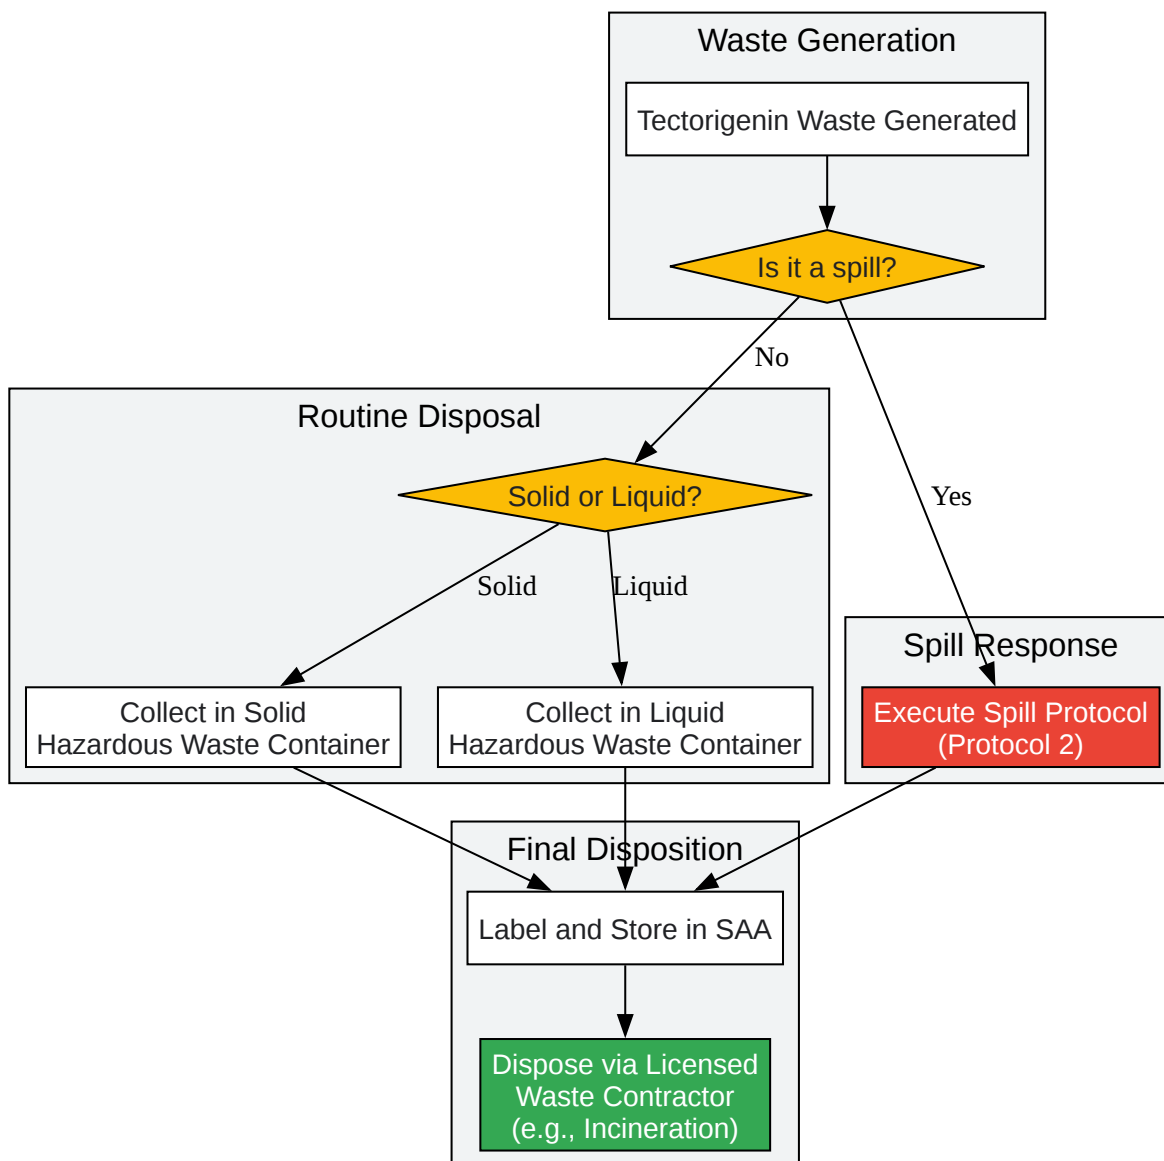 Waste Generation
Tectorigenin Waste Generated
Is it a spill?
No
Yes
Routine Disposal
Solid or Liquid?
Solid
Liquid
Collect in Solid
Hazardous Waste Container
Collect in Liquid
Hazardous Waste Container
Spill Response
Execute Spill Protocol
(Protocol 2)
Final Disposition
Label and Store in SAA
Dispose via Licensed
Waste Contractor
(e.g., Incineration)